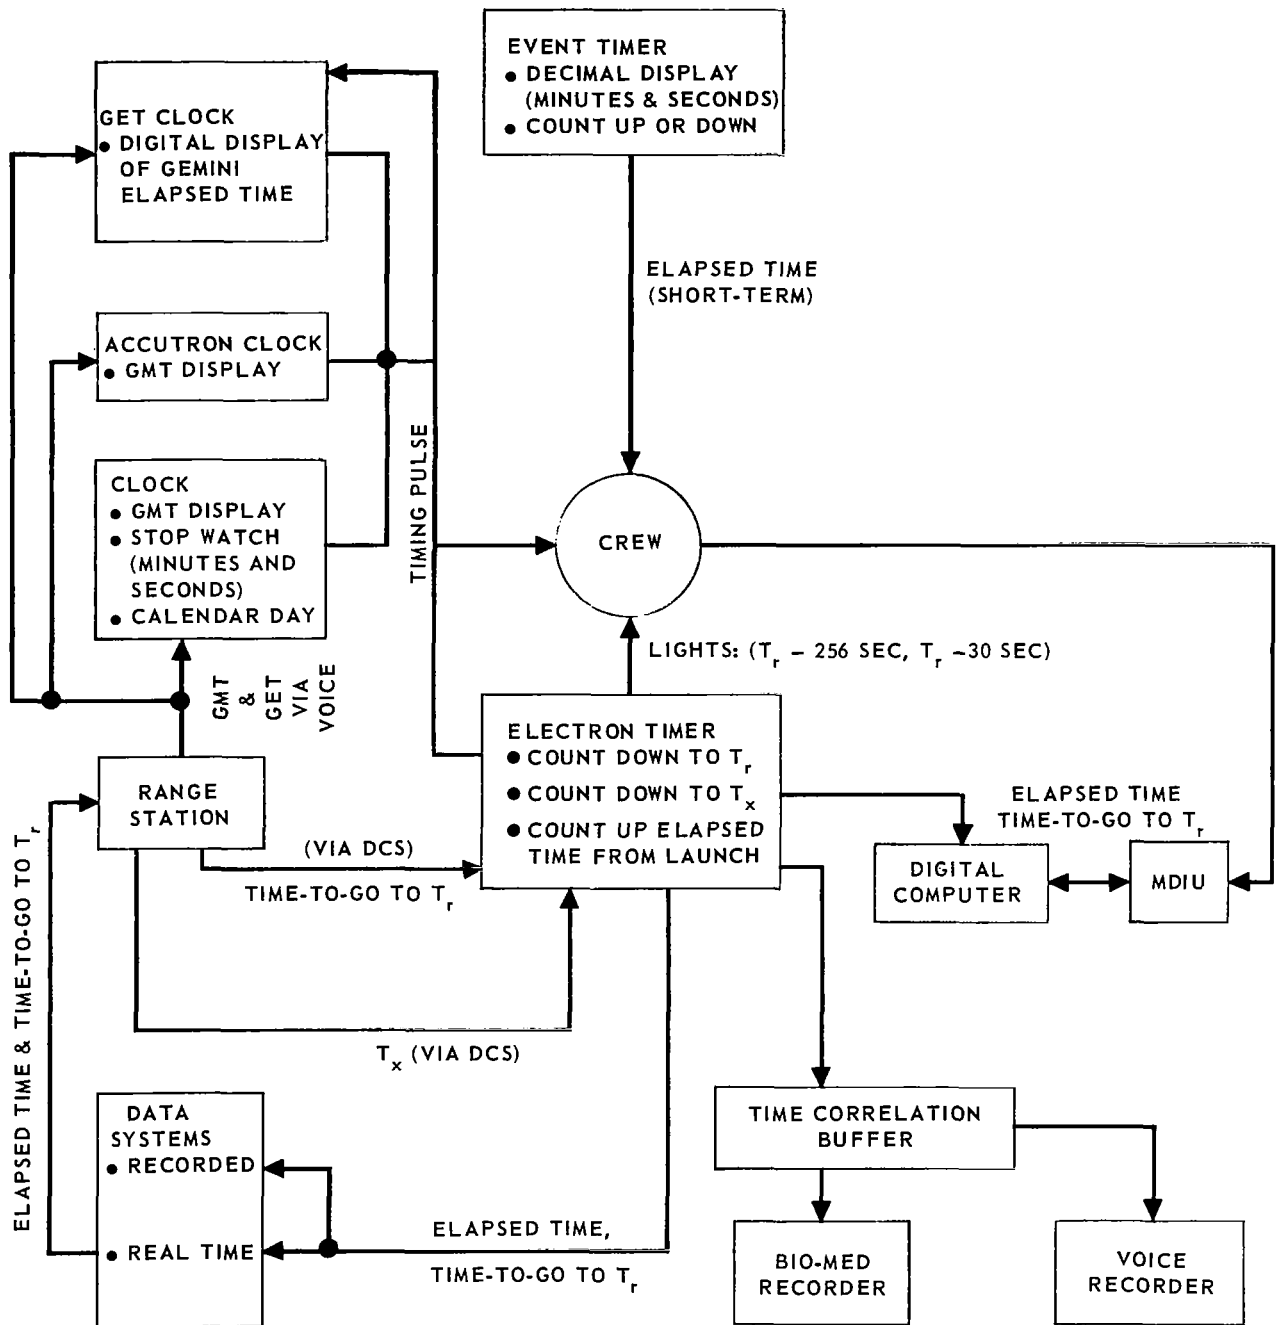 EVENT TIMER
• DECIMAL DISPLAY
(MINUTES & SECONDS)
• COUNT UP OR DOWN
GET CLOCK
• DIGITAL DISPLAY
OF GEMINI
ELAPSED TIME
ELAPSED TIME
(SHORT-TERM)
ACCUTRON CLOCK
• GMT DISPLAY
TIMING PULSE
CLOCK
• GMT DISPLAY
• STOP WATCH
(MINUTES AND
SECONDS)
• CALENDAR DAY
CREW
LIGHTS: (Tr – 256 SEC, Tr –30 SEC)
GMT
&
GET
VIA
VOICE
ELECTRON TIMER
• COUNT DOWN TO Tr
• COUNT DOWN TO Tx
• COUNT UP ELAPSED
TIME FROM LAUNCH
RANGE
STATION
(VIA DCS)
TIME-TO-GO TO Tr
ELAPSED TIME
TIME-TO-GO TO Tr
DIGITAL
COMPUTER
MDIU
ELAPSED TIME & TIME-TO-GO TO Tr
Tx (VIA DCS)
DATA
SYSTEMS
• RECORDED
• REAL TIME
ELAPSED TIME,
TIME-TO-GO TO Tr
TIME CORRELATION
BUFFER
BIO-MED
RECORDER
VOICE
RECORDER